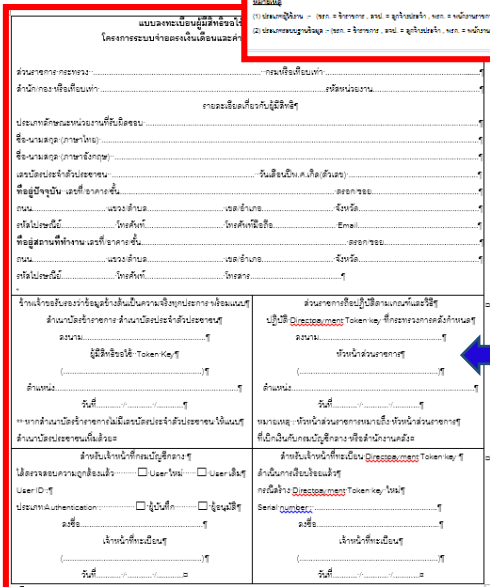 หมายเหตุ
(1) ประเภทผู้ใช้งาน :- (ขรก. = ข้าราชการ , ลจป. = ลูกจ้างประจำ , พรก. = พนักงานราชการ
(2) ประเภทระบบฐานข้อมูล :- (ขรก. = ข้าราชการ , ลจป. = ลูกจ้างประจำ , พรก. = พนักงานราชการ
แบบลงทะเบียนผู้มีสิทธิขอใช้
โครงการระบบจ่ายตรงเงินเดือนและค่า
ส่วนราชการ กระทรวง กรมหรือเทียบเท่า
สำนัก/กอง หรือเทียบเท่า รหัสหน่วยงาน
รายละเอียดเกี่ยวกับผู้มีสิทธิ
ประเภทลักษณะหน่วยงานที่รับผิดชอบ
ชื่อ-นามสกุล (ภาษาไทย)
ชื่อ-นามสกุล (ภาษาอังกฤษ)
เลขบัตรประจำตัวประชาชน วันเดือนปีพ.ศ.เกิด(ตัวเลข)
ที่อยู่ปัจจุบัน เลขที่/อาคาร/ชั้น ตรอก/ซอย
ถนน แขวง/ตำบล เขต/อำเภอ จังหวัด
รหัสไปรษณีย์ โทรศัพท์ โทรศัพท์มือถือ Email
ที่อยู่สถานที่ทำงาน เลขที่/อาคาร/ชั้น ตรอก/ซอย
ถนน แขวง/ตำบล เขต/อำเภอ จังหวัด
รหัสไปรษณีย์ โทรศัพท์ โทรสาร
ข้าพเจ้าขอรับรองว่าข้อมูลข้างต้นเป็นความจริงทุกประการ พร้อมแนบ
สำเนาบัตรข้าราชการ สำเนาบัตรประจำตัวประชาชน
ลงนาม
ผู้มีสิทธิขอใช้ Token Key
(........)
ตำแหน่ง
วันที่ / /
** หากสำเนาบัตรข้าราชการไม่มีเลขบัตรประจำตัวประชาชน ให้แนบ
สำเนาบัตรประชาชนเพิ่มด้วย
ส่วนราชการถือปฏิบัติตามเกณฑ์และวิธี
ปฏิบัติ Directpayment Token key ที่กระทรวงการคลังกำหนด
ลงนาม
หัวหน้าส่วนราชการ
(........)
ตำแหน่ง
วันที่ / /
หมายเหตุ : หัวหน้าส่วนราชการหมายถึง หัวหน้าส่วนราชการ
ที่เบิกเงินกับกรมบัญชีกลาง หรือสำนักงานคลัง
สำหรับเจ้าหน้าที่กรมบัญชีกลาง
ได้ตรวจสอบความถูกต้องแล้ว □ User ใหม่ □ User เดิม
User ID :
ประเภท Authentication : □ ผู้บันทึก □ ผู้อนุมัติ
ลงชื่อ
เจ้าหน้าที่ทะเบียน
(........)
วันที่ / /
สำหรับเจ้าหน้าที่ทะเบียน Directpayment Token key
ดำเนินการเรียบร้อยแล้ว
กรณีสร้าง Directpayment Token key ใหม่
Serial number :
ลงชื่อ
เจ้าหน้าที่ทะเบียน
(........)
วันที่ / /